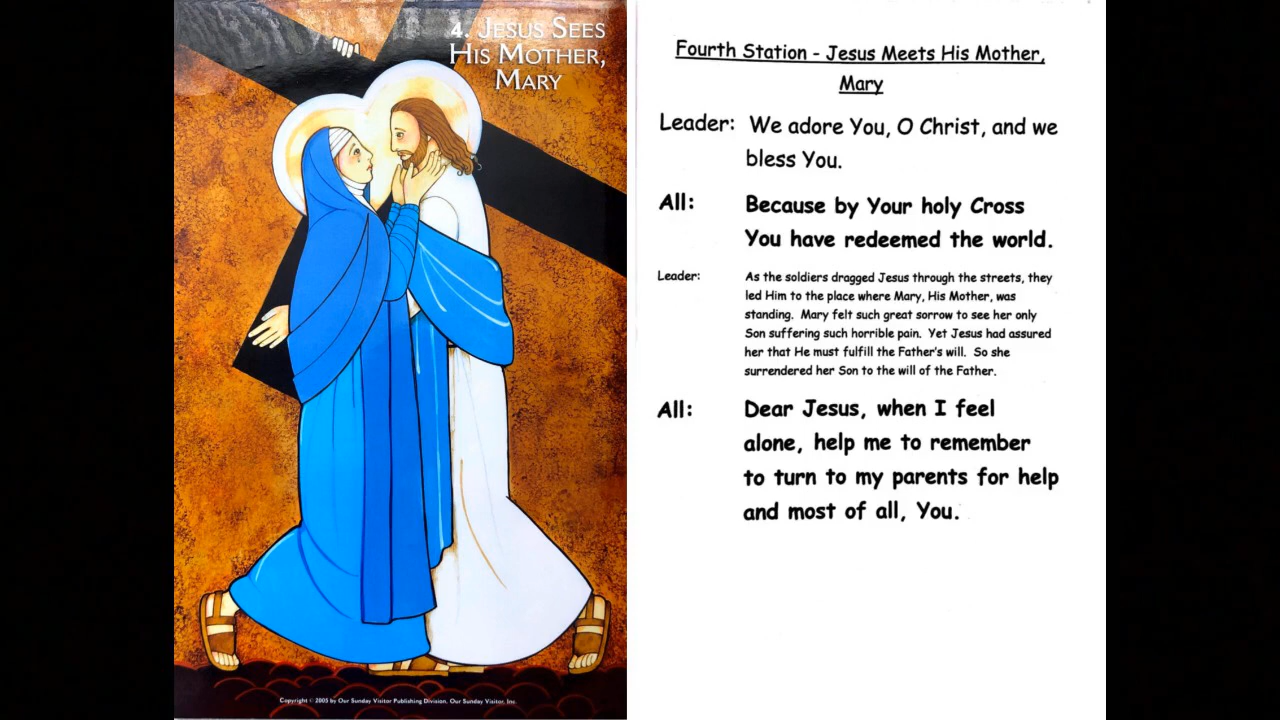 4. Jesus Sees
His Mother,
Mary
Copyright © 2005 by Our Sunday Visitor Publishing Division, Our Sunday Visitor, Inc.
Fourth Station - Jesus Meets His Mother,
Mary
Leader: We adore You, O Christ, and we
bless You.
All: Because by Your holy Cross
You have redeemed the world.
Leader: As the soldiers dragged Jesus through the streets, they
led Him to the place where Mary, His Mother, was
standing. Mary felt such great sorrow to see her only
Son suffering such horrible pain. Yet Jesus had assured
her that He must fulfill the Father's will. So she
surrendered her Son to the will of the Father.
All: Dear Jesus, when I feel
alone, help me to remember
to turn to my parents for help
and most of all, You.